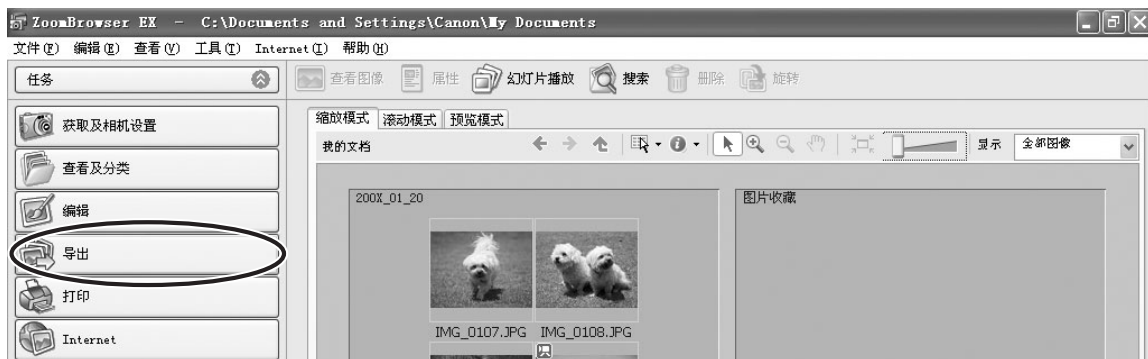 ZoomBrowser EX - C:\Documents and Settings\Canon\My Documents
文件(F) 编辑(E) 查看(V) 工具(T) Internet(I) 帮助(H)
任务
查看图像 属性 幻灯片播放 搜索 删除 旋转
获取及相机设置
查看及分类
编辑
导出
打印
Internet
缩放模式 滚动模式 预览模式
我的文档
显示 全部图像
200X_01_20
图片收藏
IMG_0107.JPG IMG_0108.JPG